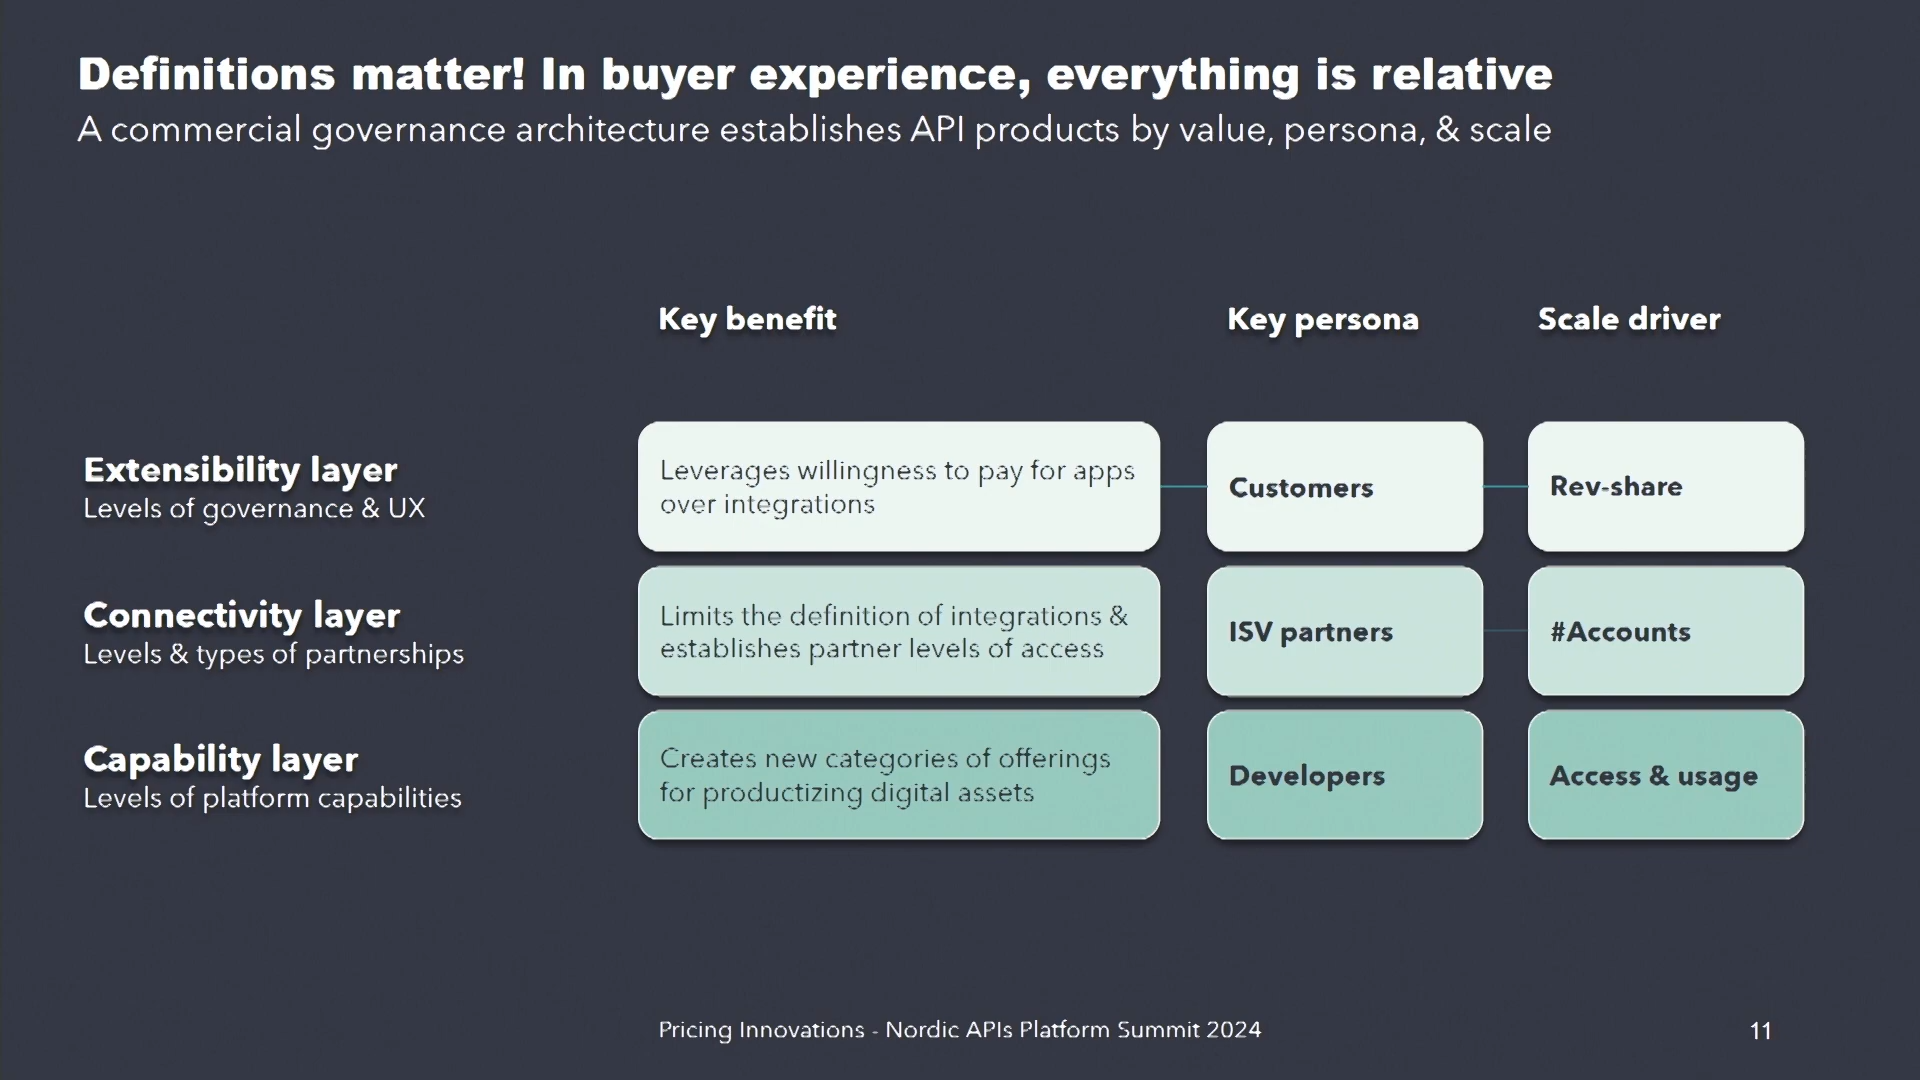 Definitions matter! In buyer experience, everything is relative
A commercial governance architecture establishes API products by value, persona, & scale
Key benefit
Key persona
Scale driver
Extensibility layer
Levels of governance & UX
Leverages willingness to pay for apps
over integrations
Customers
Rev-share
Connectivity layer
Levels & types of partnerships
Limits the definition of integrations &
establishes partner levels of access
ISV partners
#Accounts
Capability layer
Levels of platform capabilities
Creates new categories of offerings
for productizing digital assets
Developers
Access & usage
Pricing Innovations - Nordic APIs Platform Summit 2024
11